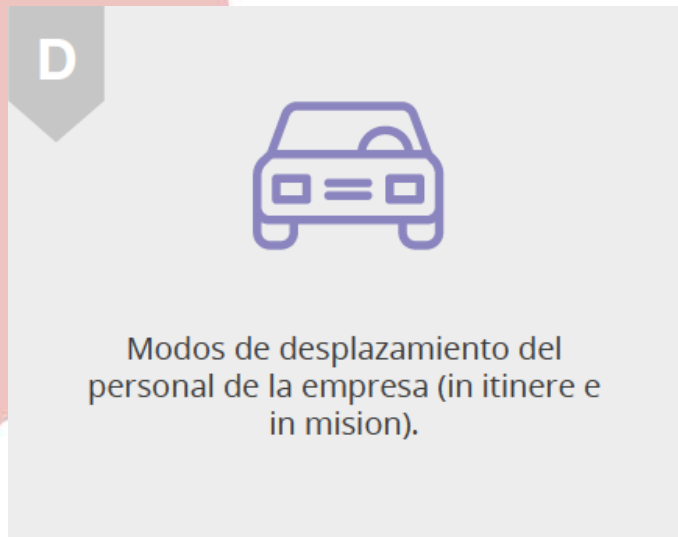 D
Modos de desplazamiento del
personal de la empresa (in itinere e
in mision).